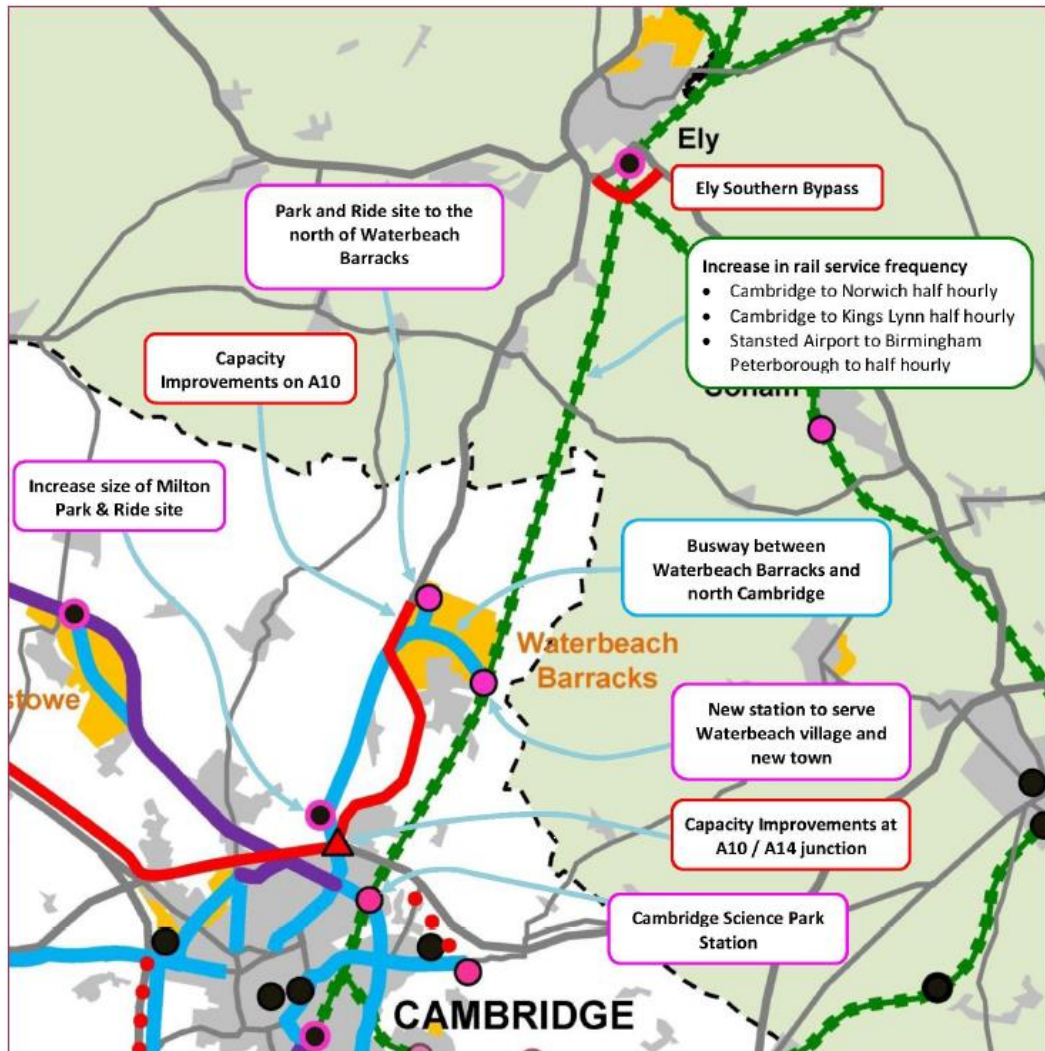 Ely
Ely Southern Bypass
Park and Ride site to the
north of Waterbeach
Barracks
Increase in rail service frequency
• Cambridge to Norwich half hourly
• Cambridge to Kings Lynn half hourly
• Stansted Airport to Birmingham
Peterborough to half hourly
Capacity
Improvements on A10
Soham
Increase size of Milton
Park & Ride site
Busway between
Waterbeach Barracks and
north Cambridge
Waterbeach
Barracks
stowe
New station to serve
Waterbeach village and
new town
Capacity Improvements at
A10 / A14 junction
Cambridge Science Park
Station
CAMBRIDGE